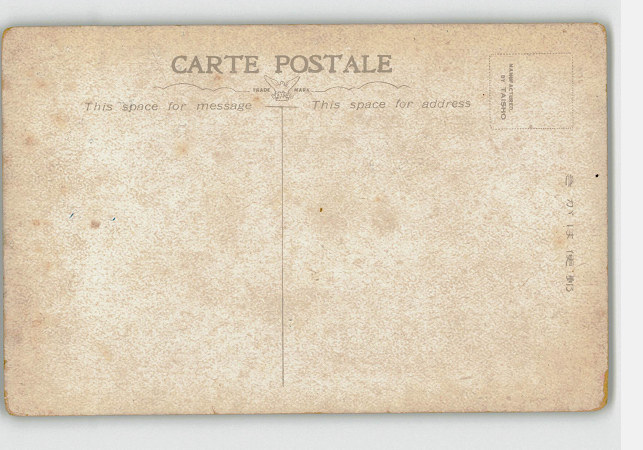 CARTE POSTALE
TRADE MARK
This space for message
This space for address
MANUFACTURED
BY TAISHO